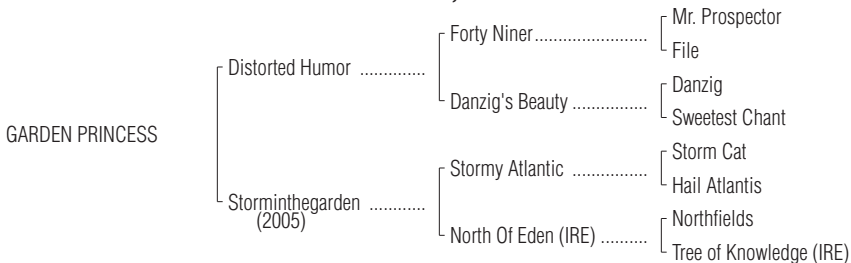 Mr. Prospector
Forty Niner..................
File
Distorted Humor ..............
Danzig
Danzig's Beauty ................
Sweetest Chant
GARDEN PRINCESS
Storm Cat
Stormy Atlantic ................
Hail Atlantis
Storminthegarden ............
(2005)
Northfields
North Of Eden (IRE) ..........
Tree of Knowledge (IRE)